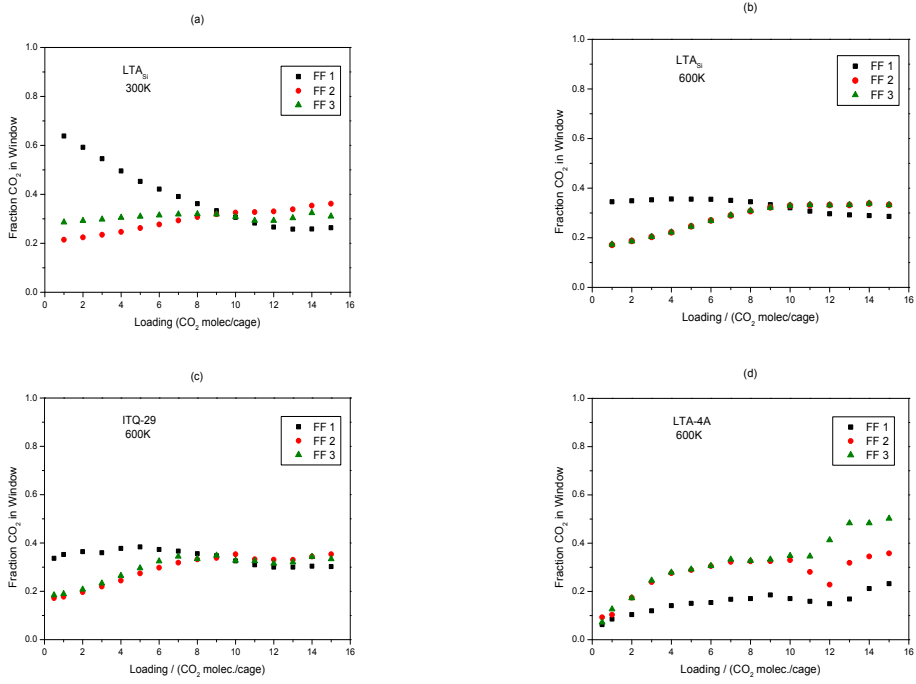 (a)
1.0
0.8
0.6
0.4
0.2
0.0
Fraction CO₂ in Window
LTA_Si
300K
FF 1
FF 2
FF 3
0 2 4 6 8 10 12 14 16
Loading (CO₂ molec/cage)
(b)
1.0
0.8
0.6
0.4
0.2
0.0
Fraction CO₂ in Window
LTA_Si
600K
FF 1
FF 2
FF 3
0 2 4 6 8 10 12 14 16
Loading / (CO₂ molec/cage)
(c)
1.0
0.8
0.6
0.4
0.2
0.0
Fraction CO₂ in Window
ITQ-29
600K
FF 1
FF 2
FF 3
0 2 4 6 8 10 12 14 16
Loading / (CO₂ molec./cage)
(d)
1.0
0.8
0.6
0.4
0.2
0.0
Fraction CO₂ in Window
LTA-4A
600K
FF 1
FF 2
FF 3
0 2 4 6 8 10 12 14 16
Loading / (CO₂ molec./cage)